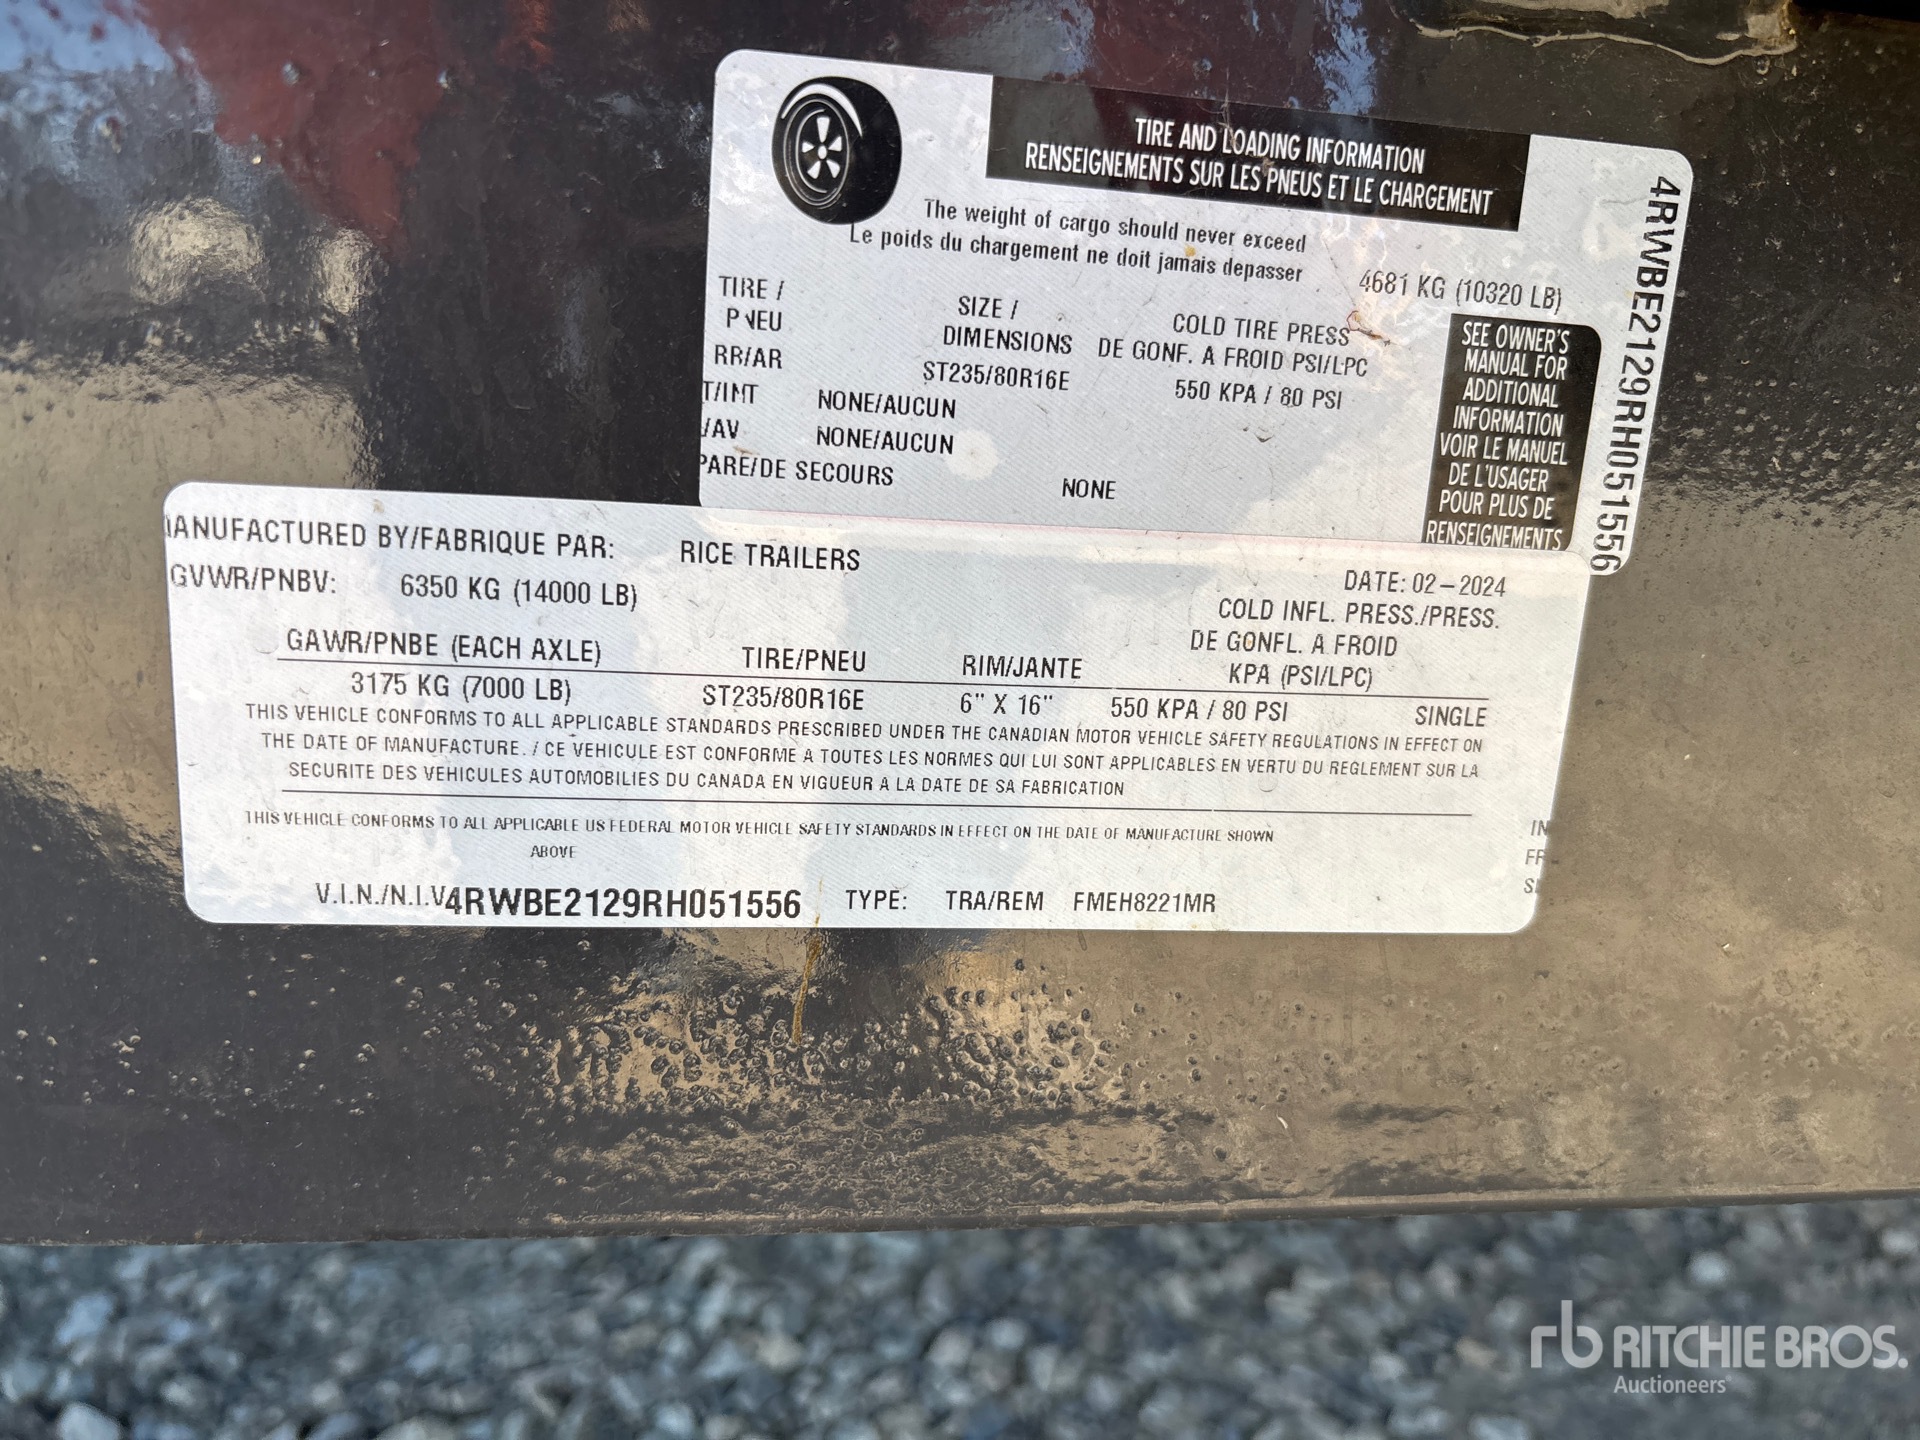 TIRE AND LOADING INFORMATION
RENSEIGNEMENTS SUR LES PNEUS ET LE CHARGEMENT
The weight of cargo should never exceed
Le poids du chargement ne doit jamais depasser
4681 KG (10320 LB)
TIRE / PNEU
SIZE / DIMENSIONS
COLD TIRE PRESS
DE GONF. A FROID PSI/LPC
RR/AR ST235/80R16E 550 KPA / 80 PSI
T/INT NONE/AUCUN
/AV NONE/AUCUN
PARE/DE SECOURS NONE
SEE OWNER'S
MANUAL FOR
ADDITIONAL
INFORMATION
VOIR LE MANUEL
DE L'USAGER
POUR PLUS DE
RENSEIGNEMENTS
4RWBE2129RH051556
MANUFACTURED BY/FABRIQUE PAR: RICE TRAILERS
DATE: 02-2024
GVWR/PNBV: 6350 KG (14000 LB)
COLD INFL. PRESS./PRESS.
DE GONFL. A FROID
KPA (PSI/LPC)
GAWR/PNBE (EACH AXLE) TIRE/PNEU RIM/JANTE
3175 KG (7000 LB) ST235/80R16E 6" X 16" 550 KPA / 80 PSI SINGLE
THIS VEHICLE CONFORMS TO ALL APPLICABLE STANDARDS PRESCRIBED UNDER THE CANADIAN MOTOR VEHICLE SAFETY REGULATIONS IN EFFECT ON
THE DATE OF MANUFACTURE. / CE VEHICULE EST CONFORME A TOUTES LES NORMES QUI LUI SONT APPLICABLES EN VERTU DU REGLEMENT SUR LA
SECURITE DES VEHICULES AUTOMOBILIES DU CANADA EN VIGUEUR A LA DATE DE SA FABRICATION
THIS VEHICLE CONFORMS TO ALL APPLICABLE US FEDERAL MOTOR VEHICLE SAFETY STANDARDS IN EFFECT ON THE DATE OF MANUFACTURE SHOWN
ABOVE
V.I.N./N.I.V 4RWBE2129RH051556 TYPE: TRA/REM FMEH8221MR
rb RITCHIE BROS.
Auctioneers